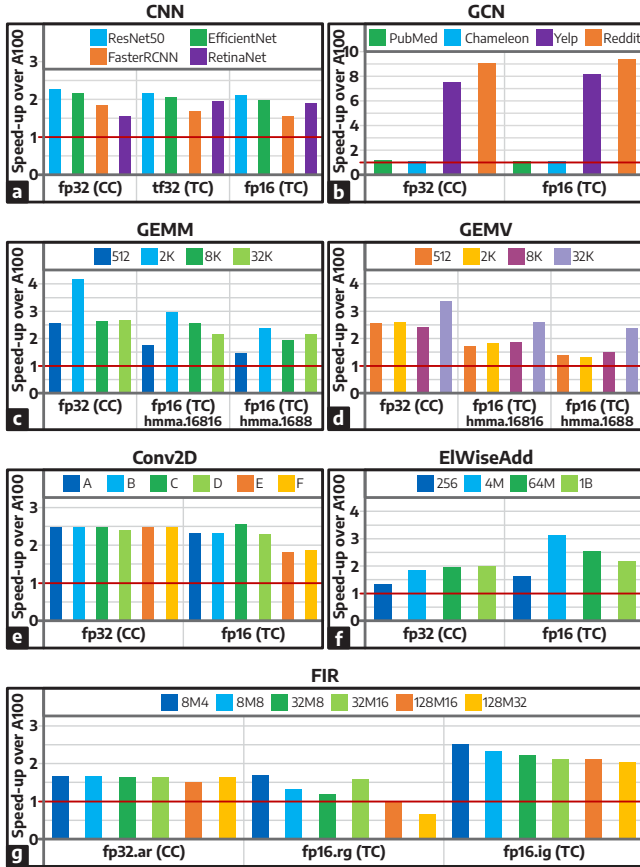 CNN
Speed-up over A100
ResNet50 EfficientNet
FasterRCNN RetinaNet
3
2
1
0
fp32 (CC) tf32 (TC) fp16 (TC)
a
GCN
Speed-up over A100
PubMed Chameleon Yelp Reddit
10
8
6
4
2
0
fp32 (CC) fp16 (TC)
b
GEMM
Speed-up over A100
512 2K 8K 32K
4
3
2
1
0
fp32 (CC) fp16 (TC) fp16 (TC)
hmma.16816 hmma.1688
c
GEMV
Speed-up over A100
512 2K 8K 32K
4
3
2
1
0
fp32 (CC) fp16 (TC) fp16 (TC)
hmma.16816 hmma.1688
d
Conv2D
Speed-up over A100
A B C D E F
3
2
1
0
fp32 (CC) fp16 (TC)
e
ElWiseAdd
Speed-up over A100
256 4M 64M 1B
4
3
2
1
0
fp32 (CC) fp16 (TC)
f
FIR
Speed-up over A100
8M4 8M8 32M8 32M16 128M16 128M32
3
2
1
0
fp32.ar (CC) fp16.rg (TC) fp16.ig (TC)
g